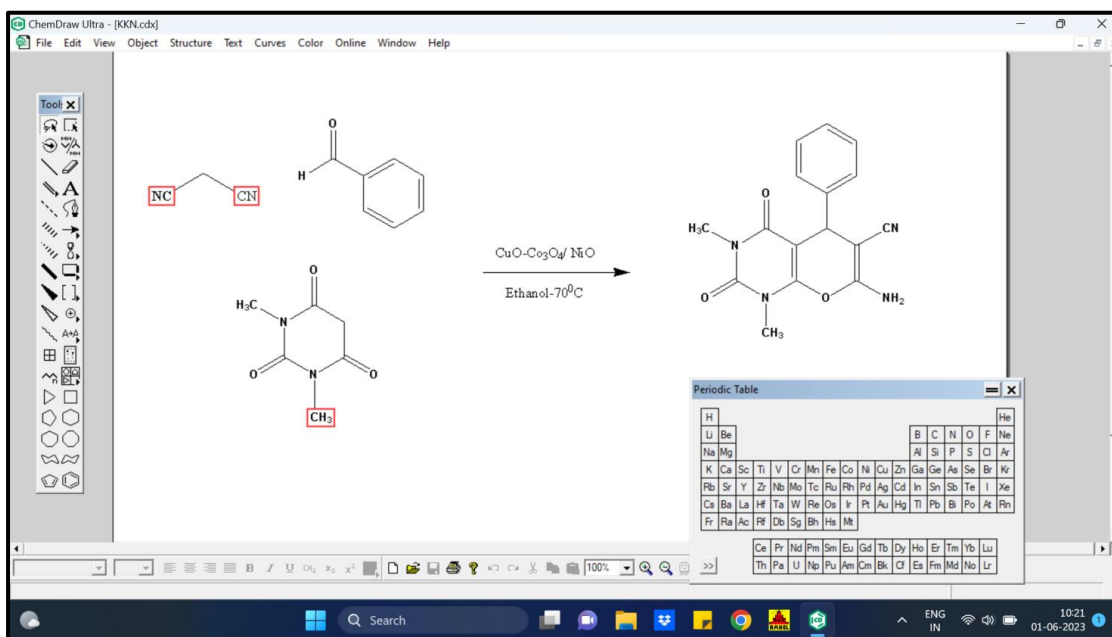 ChemDraw Ultra - [KKN.cdx]
File Edit View Object Structure Text Curves Color Online Window Help
Tools
A
NC
CN
O
H
O
H₃C
N
O
N
O
CH₃
CuO-Co₃O₄/ NiO
Ethanol-70⁰C
O
H₃C
N
CN
O
N
O
NH₂
CH₃
Periodic Table
H He
Li Be B C N O F Ne
Na Mg Al Si P S Cl Ar
K Ca Sc Ti V Cr Mn Fe Co Ni Cu Zn Ga Ge As Se Br Kr
Rb Sr Y Zr Nb Mo Tc Ru Rh Pd Ag Cd In Sn Sb Te I Xe
Cs Ba La Hf Ta W Re Os Ir Pt Au Hg Tl Pb Bi Po At Rn
Fr Ra Ac Rf Db Sg Bh Hs Mt
Ce Pr Nd Pm Sm Eu Gd Tb Dy Ho Er Tm Yb Lu
>> Th Pa U Np Pu Am Cm Bk Cf Es Fm Md No Lr
B I U CH₂ X₂ X² 100%
Search
ENG
IN
10:21
01-06-2023
1